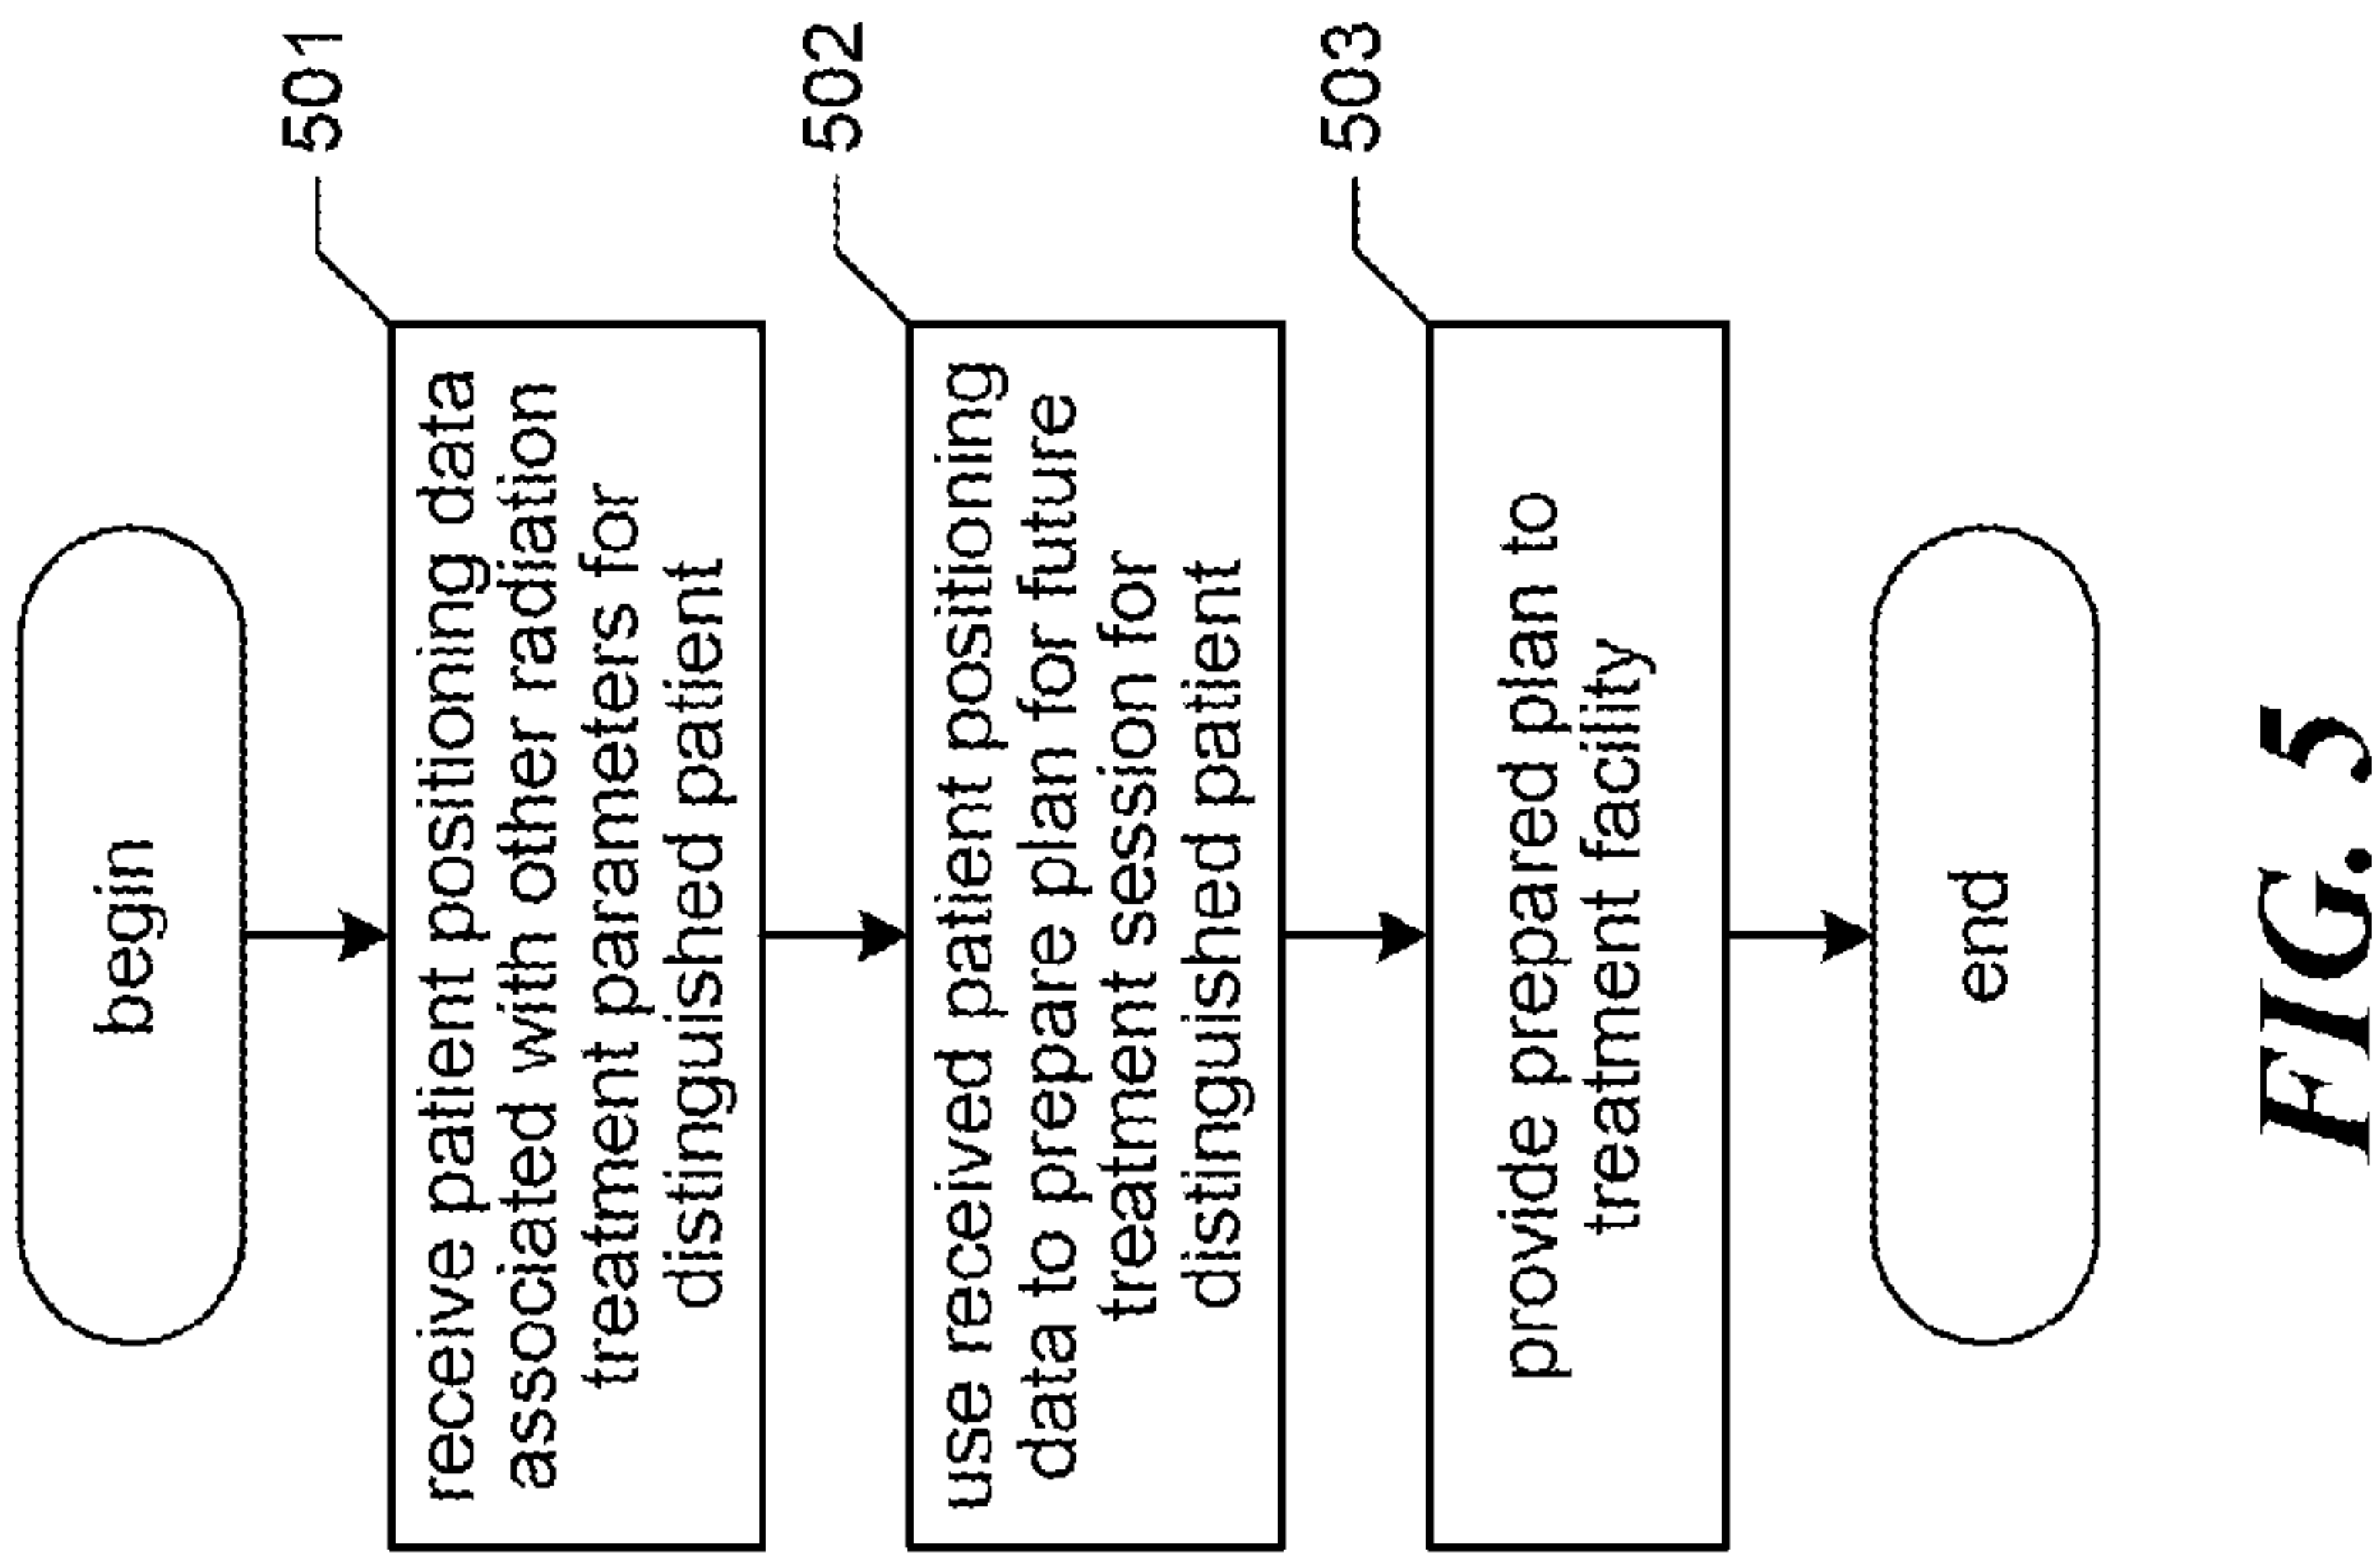 begin
501
receive patient positioning data
associated with other radiation
treatment parameters for
distinguished patient
502
use received patient positioning
data to prepare plan for future
treatment session for
distinguished patient
503
provide prepared plan to
treatment facility
end
FIG. 5